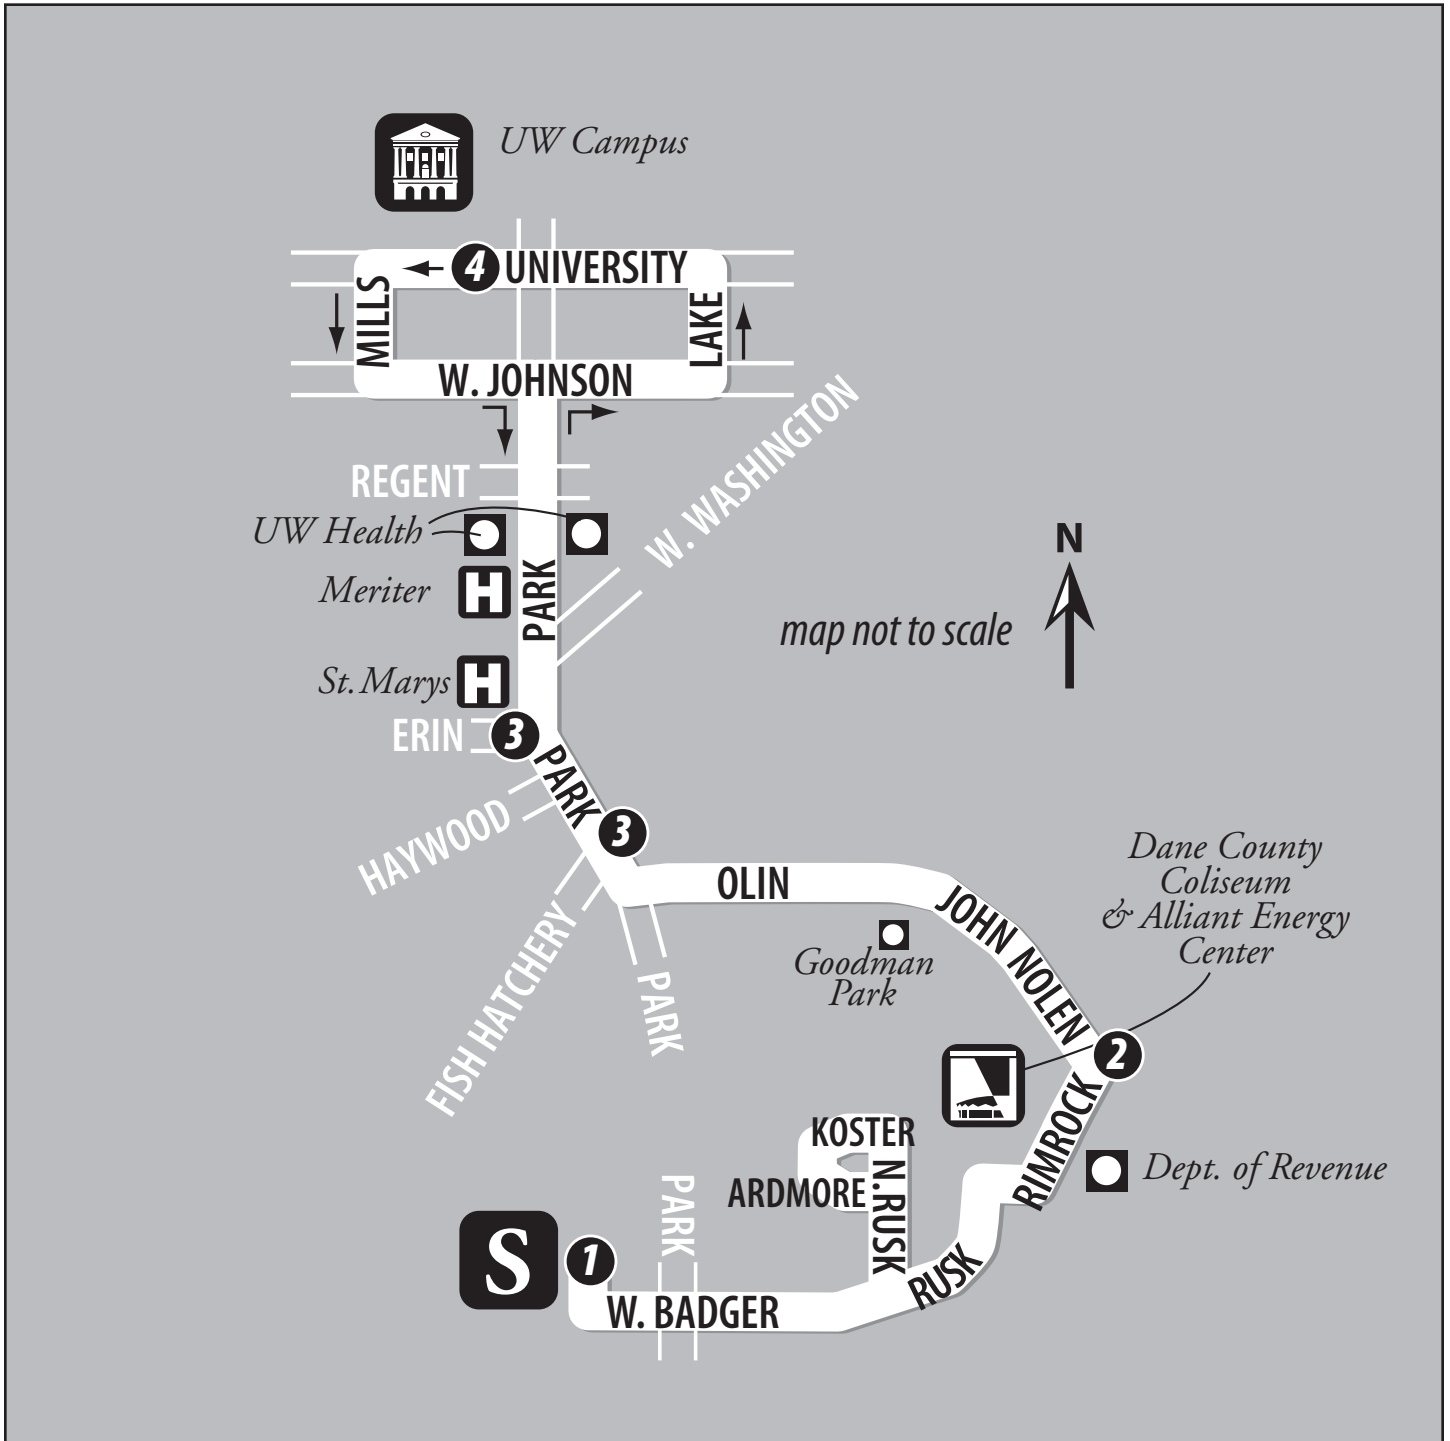 UW Campus
4
UNIVERSITY
MILLS
LAKE
W. JOHNSON
W. WASHINGTON
REGENT
UW Health
PARK
N
Meriter
H
map not to scale
St. Marys
H
ERIN
3
PARK
HAYWOOD
3
OLIN
JOHN NOLEN
Dane County
Coliseum
& Alliant Energy
Center
Goodman
Park
FISH HATCHERY
PARK
2
RIMROCK
KOSTER
N. RUSK
ARDMORE
Dept. of Revenue
PARK
S
1
RUSK
W. BADGER